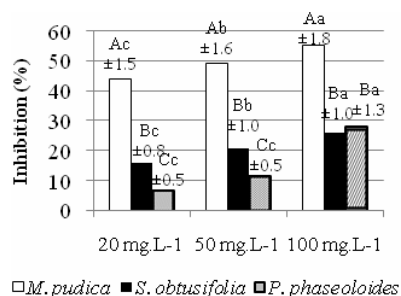 Aa
±1.8
Ab
±1.6
Ac
±1.5
Ba
±1.0
Ba
±1.3
Bb
±1.0
Bc
±0.8
Cc
±0.5
Cc
±0.5
Inhibition (%)
60
50
40
30
20
10
0
20 mg.L-1 50 mg.L-1 100 mg.L-1
M. pudica S. obtusifolia P. phaseoloides